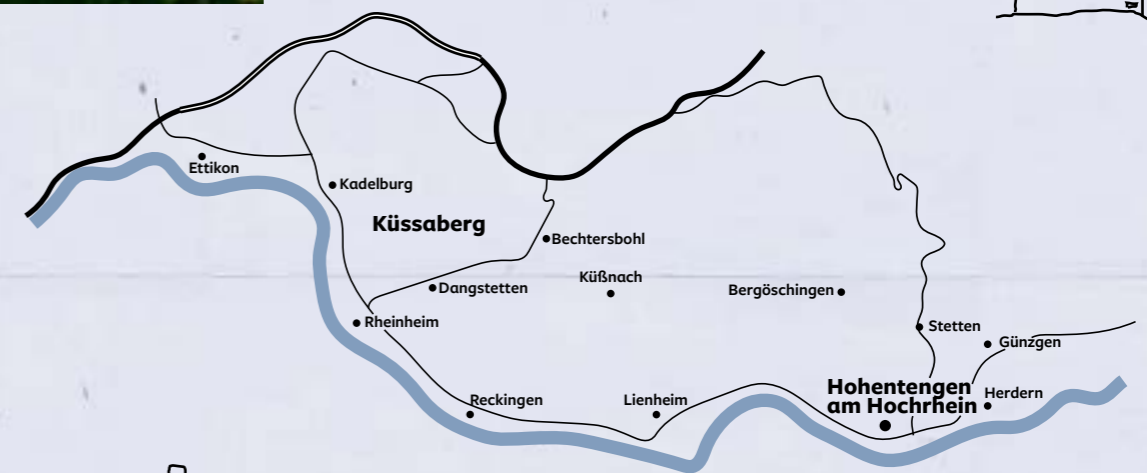 Ettikon
Kadelburg
Küssaberg
Bechtersbohl
Küßnach
Dangstetten
Bergöschingen
Rheinheim
Stetten
Günzgen
Hohentengen
am Hochrhein
Herdern
Reckingen
Lienheim